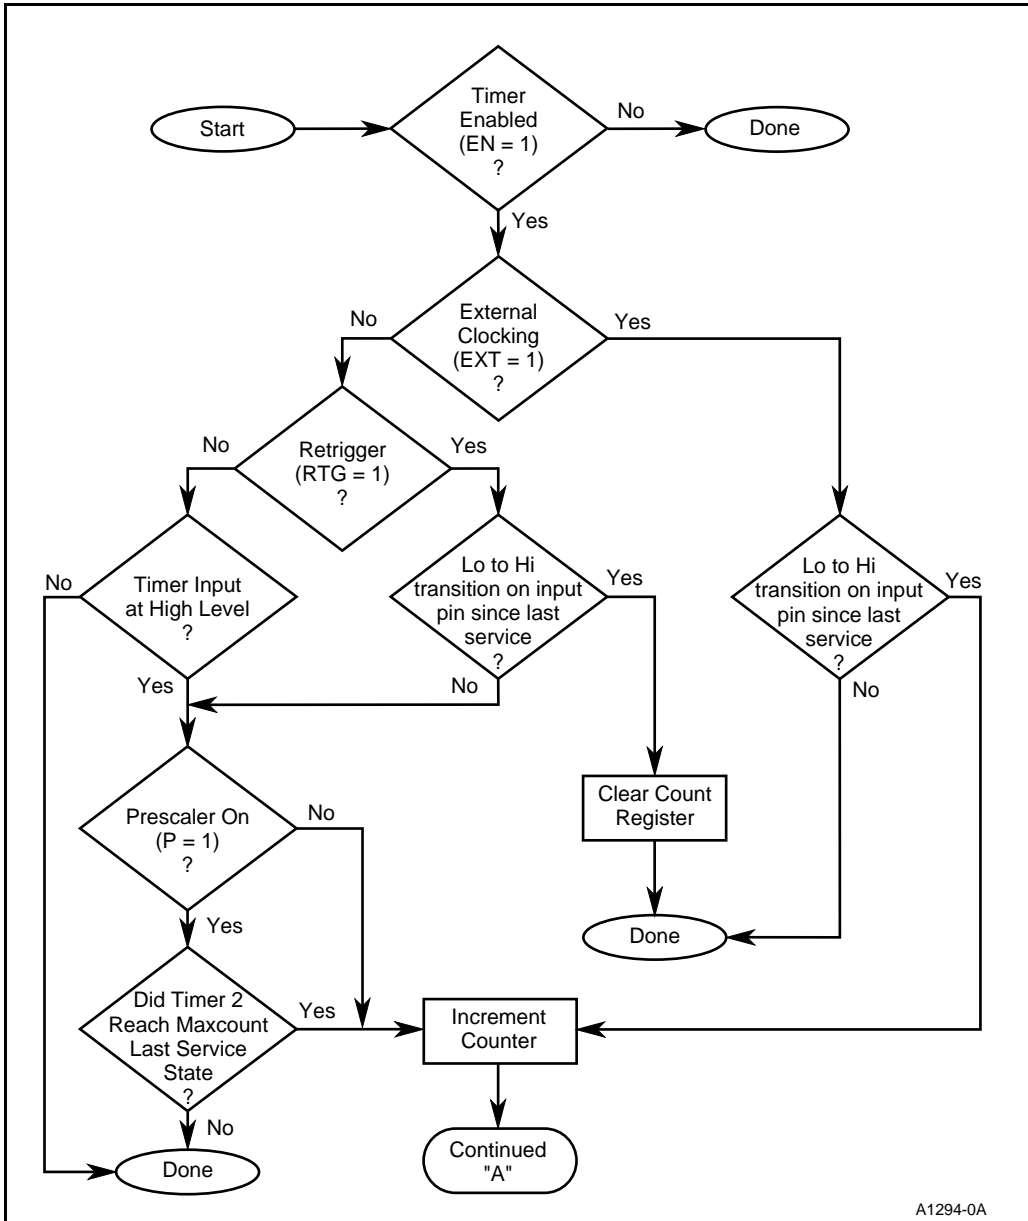 Start
Timer
Enabled
(EN = 1)
?
No
Done
Yes
External
Clocking
(EXT = 1)
?
No
Yes
Retrigger
(RTG = 1)
?
No
Yes
Timer Input
at High Level
?
No
Yes
Lo to Hi
transition on input
pin since last
service
?
Yes
No
Lo to Hi
transition on input
pin since last
service
?
Yes
No
Prescaler On
(P = 1)
?
No
Yes
Clear Count
Register
Done
Did Timer 2
Reach Maxcount
Last Service
State
?
Yes
No
Increment
Counter
Done
Continued
"A"
A1294-0A